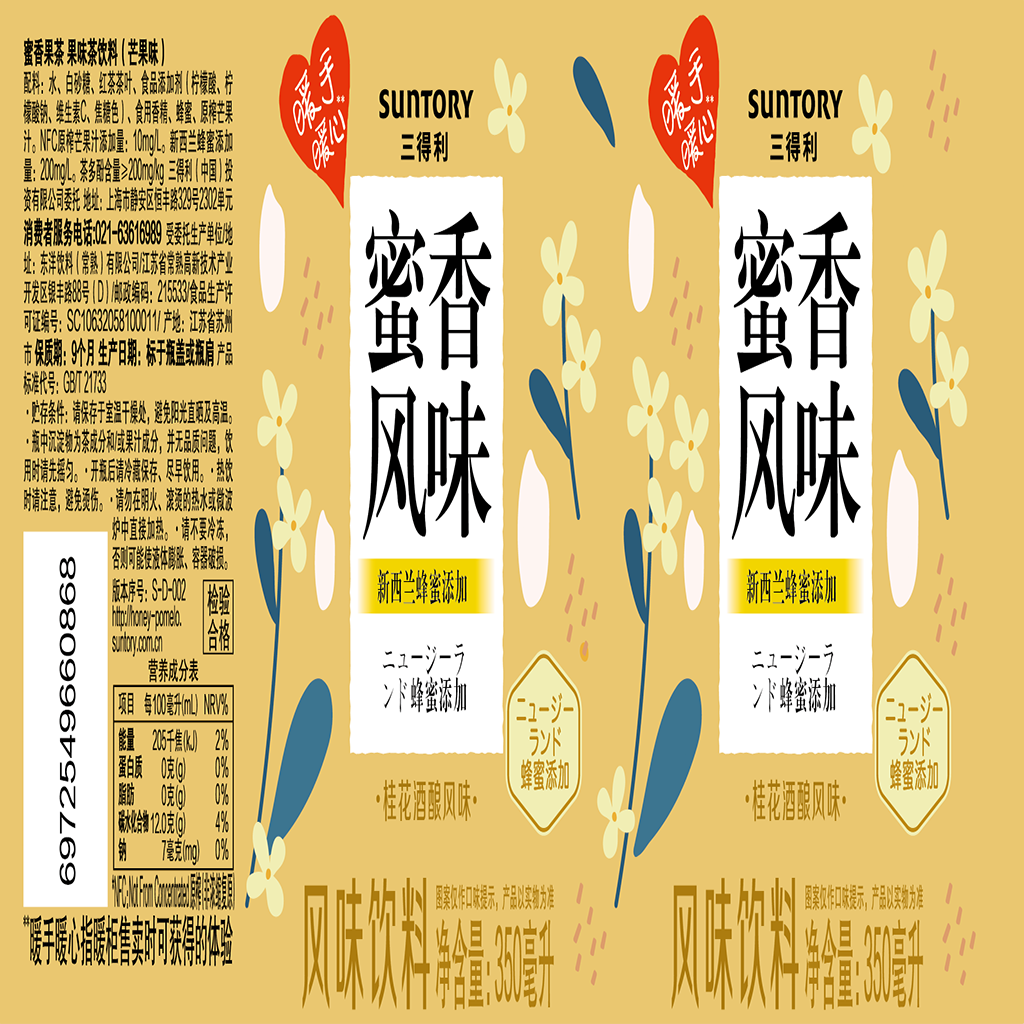 蜜香果茶 果味茶饮料（芒果味）
配料：水、白砂糖、红茶茶叶、食品添加剂（柠檬酸、柠
檬酸钠、维生素C、焦糖色）、食用香精、蜂蜜、原榨芒果
汁。NFC原榨芒果汁添加量：10mg/L。新西兰蜂蜜添加
量：200mg/L。茶多酚含量≥200mg/kg 三得利（中国）投
资有限公司委托 地址：上海市静安区恒丰路329号2302单元
消费者服务电话:021-63616989 受委托生产单位/地
址：东洋饮料（常熟）有限公司/江苏省常熟高新技术产业
开发区银丰路88号（D）/邮政编码：215533/食品生产许
可证编号：SC10632058100011/ 产地：江苏省苏州
市 保质期：9个月 生产日期：标于瓶盖或瓶肩 产品
标准代号：GB/T 21733
·贮存条件：请保存于室温干燥处，避免阳光直晒及高温。
·瓶中沉淀物为茶成分和/或果汁成分，并无品质问题，饮
用时请先摇匀。·开瓶后请冷藏保存、尽早饮用。·热饮
时请注意，避免烫伤。·请勿在明火、滚烫的热水或微波
炉中直接加热。·请不要冷冻，
否则可能使液体膨胀、容器破损。
版本序号：S-D-002
http://honey-pomelo.
suntory.com.cn
检验
合格
6972549660868
营养成分表
项目 每100毫升(mL) NRV%
能量 205千焦(kJ) 2%
蛋白质 0克(g) 0%
脂肪 0克(g) 0%
碳水化合物 12.0克(g) 4%
钠 7毫克(mg) 0%
*NFC:Not From Concentrated 原榨(非浓缩复原)
**暖手暖心指暖柜售卖时可获得的体验
暖手**
暖心
SUNTORY
三得利
蜜香
风味
新西兰蜂蜜添加
ニュージーラ
ンド蜂蜜添加
ニュージー
ランド
蜂蜜添加
·桂花酒酿风味·
风味饮料
图案仅作口味提示，产品以实物为准
净含量：350毫升
暖手**
暖心
SUNTORY
三得利
蜜香
风味
新西兰蜂蜜添加
ニュージーラ
ンド蜂蜜添加
ニュージー
ランド
蜂蜜添加
·桂花酒酿风味·
风味饮料
图案仅作口味提示，产品以实物为准
净含量：350毫升